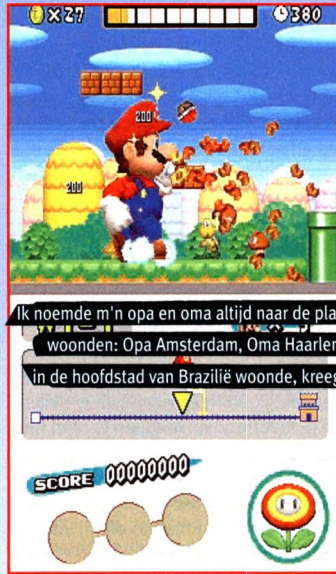 ×27
380
200
200
Ik noemde m'n opa en oma altijd naar de pla
woonden: Opa Amsterdam, Oma Haarler
in de hoofdstad van Brazilië woonde, kreeg
SCORE 00000000